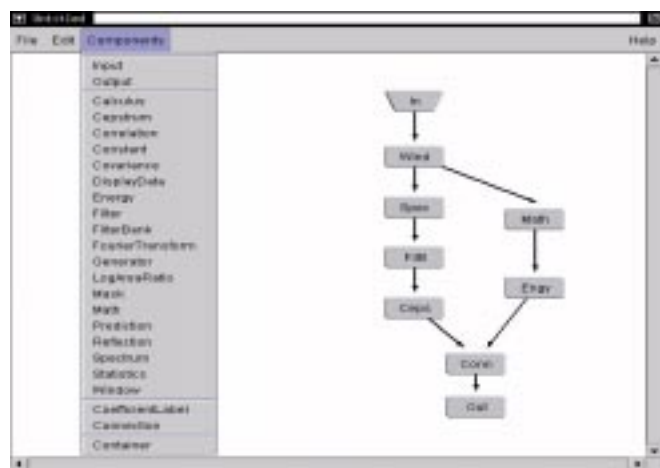 Untitled
File Edit Components Help
Input
Output
Calculus
Cepstrum
Correlation
Constant
Covariance
DisplayData
Energy
Filter
FilterBank
FourierTransform
Generator
LogAreaRatio
Mask
Math
Prediction
Reflection
Spectrum
Statistics
Window
CoefficientLabel
Connection
Container
In
Wind
Spec
Math
Engy
Ceps
Conn
Out